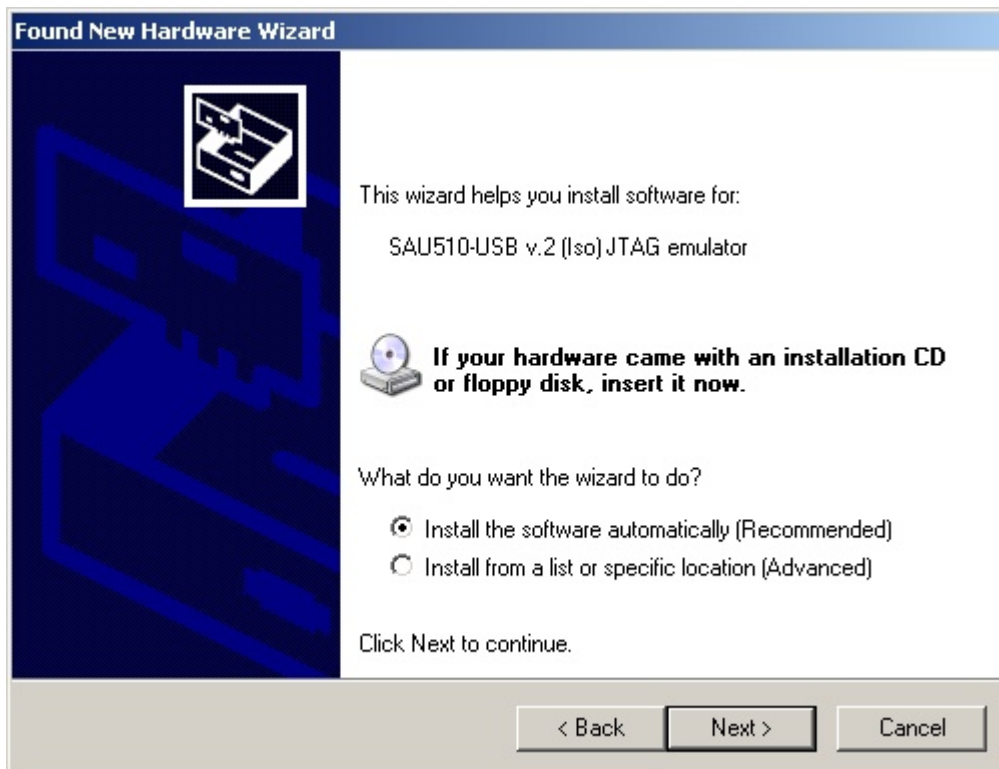 Found New Hardware Wizard
This wizard helps you install software for:
SAU510-USB v.2 (Iso) JTAG emulator
If your hardware came with an installation CD
or floppy disk, insert it now.
What do you want the wizard to do?
Install the software automatically (Recommended)
Install from a list or specific location (Advanced)
Click Next to continue.
< Back Next > Cancel